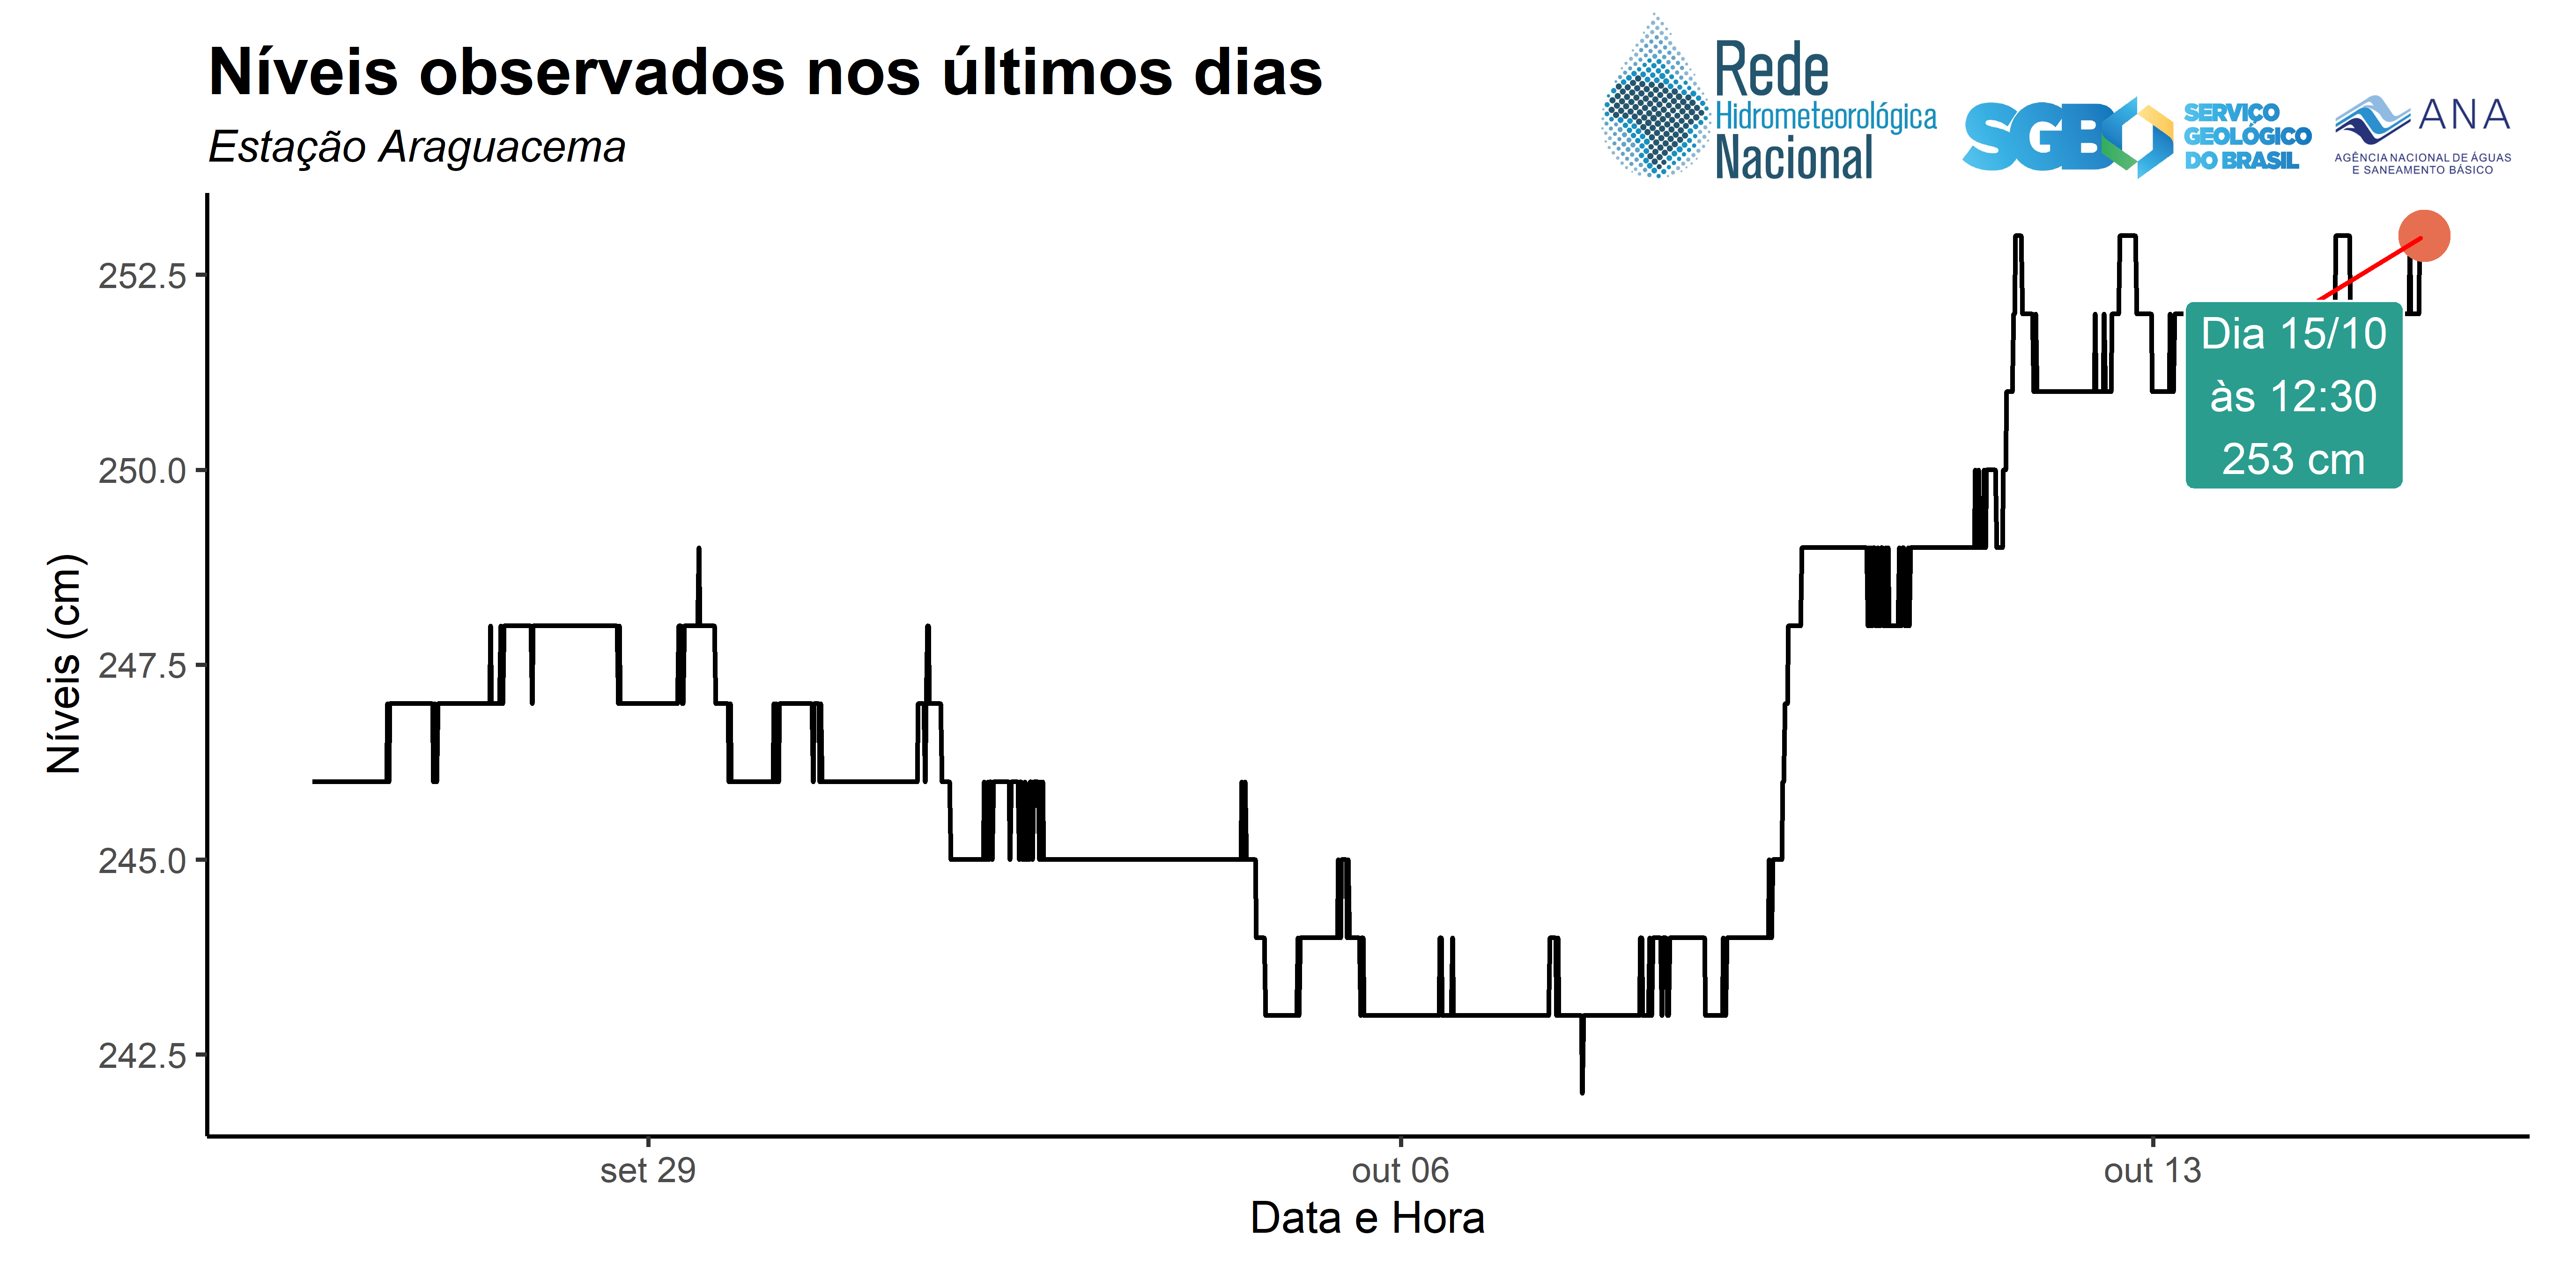 Níveis observados nos últimos dias
Estação Araguacema
Rede
Hidrometeorológica
Nacional
SGB
SERVIÇO
GEOLÓGICO
DO BRASIL
ANA
AGÊNCIA NACIONAL DE ÁGUAS
E SANEAMENTO BÁSICO
Níveis (cm)
252.5
250.0
247.5
245.0
242.5
Dia 15/10
às 12:30
253 cm
set 29
out 06
out 13
Data e Hora